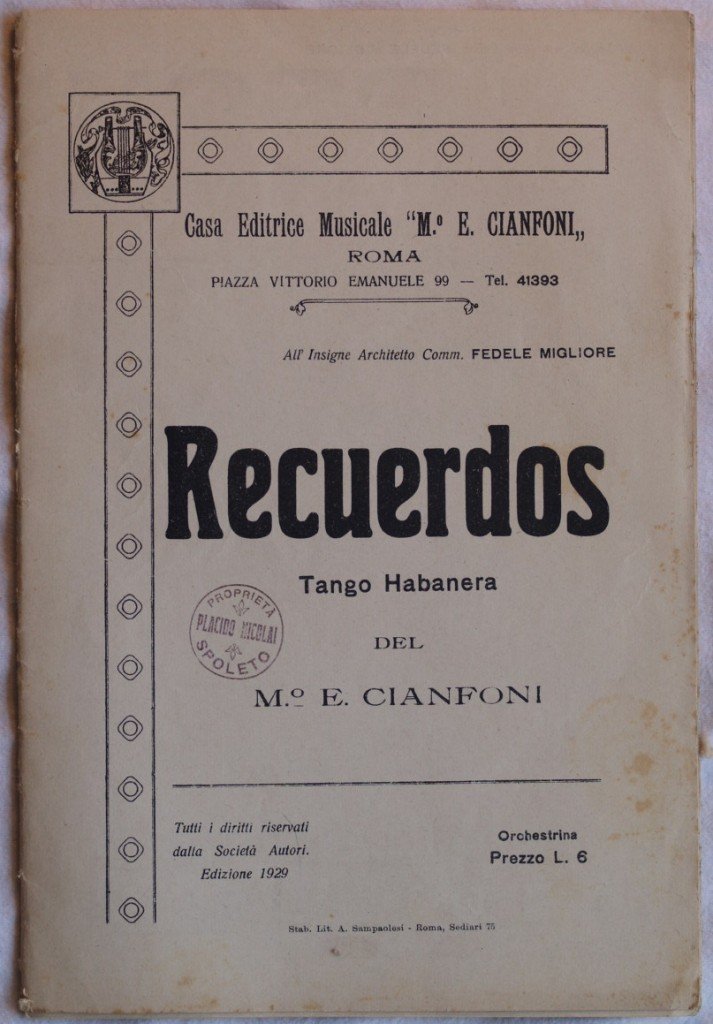 Casa Editrice Musicale "M.º E. CIANFONI„
ROMA
PIAZZA VITTORIO EMANUELE 99 — Tel. 41393
All' Insigne Architetto Comm. FEDELE MIGLIORE
Recuerdos
Tango Habanera
PROPRIETÀ
PLACIDO NICOLAI
SPOLETO
DEL
M.º E. CIANFONI
Tutti i diritti riservati
dalla Società Autori.
Edizione 1929
Orchestrina
Prezzo L. 6
Stab. Lit. A. Sampaolesi - Roma, Sediari 75